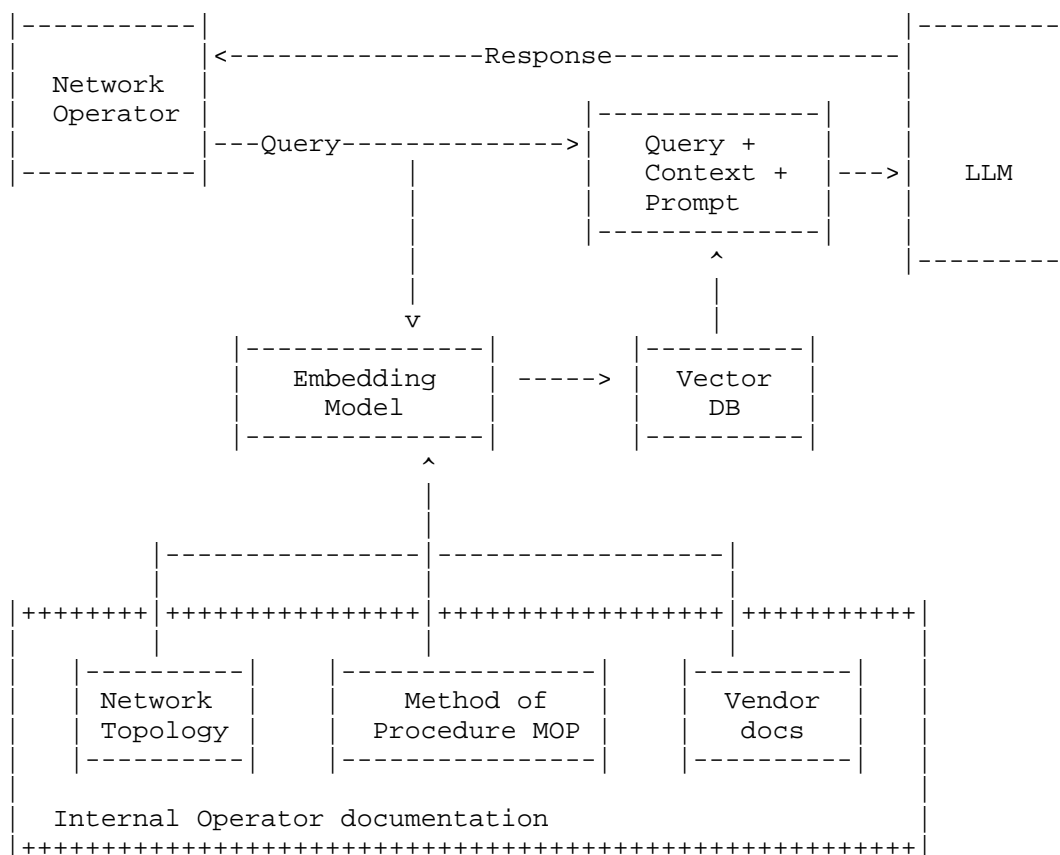 Response
Network
Operator
Query
Query +
Context +
Prompt
LLM
Embedding
Model
Vector
DB
Network
Topology
Method of
Procedure MOP
Vendor
docs
Internal Operator documentation